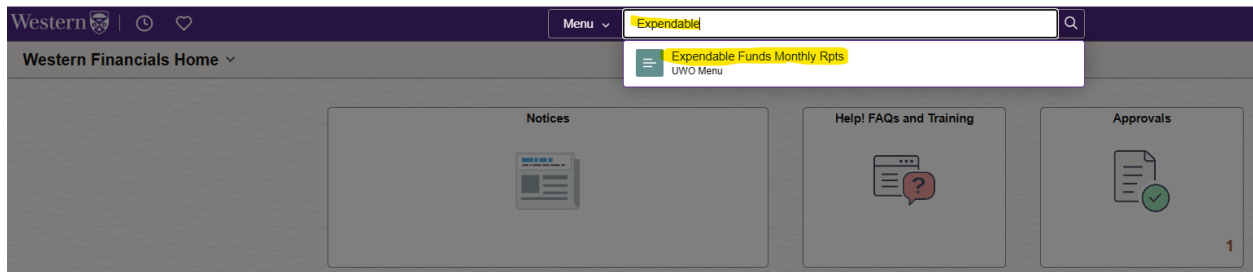 Western
Menu
Expendable
Western Financials Home
Expendable Funds Monthly Rpts
UWO Menu
Notices
Help! FAQs and Training
Approvals
?
1